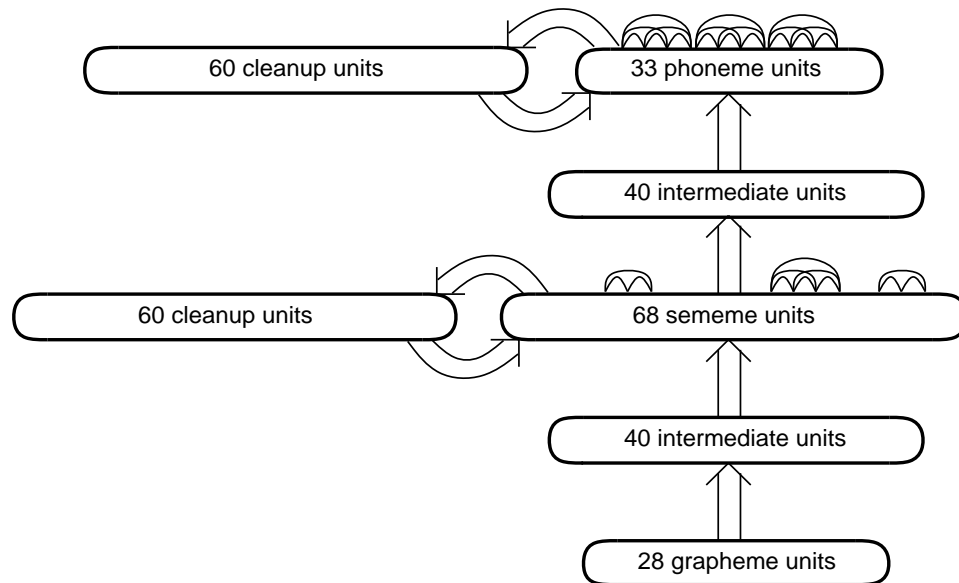 60 cleanup units
33 phoneme units
40 intermediate units
60 cleanup units
68 sememe units
40 intermediate units
28 grapheme units